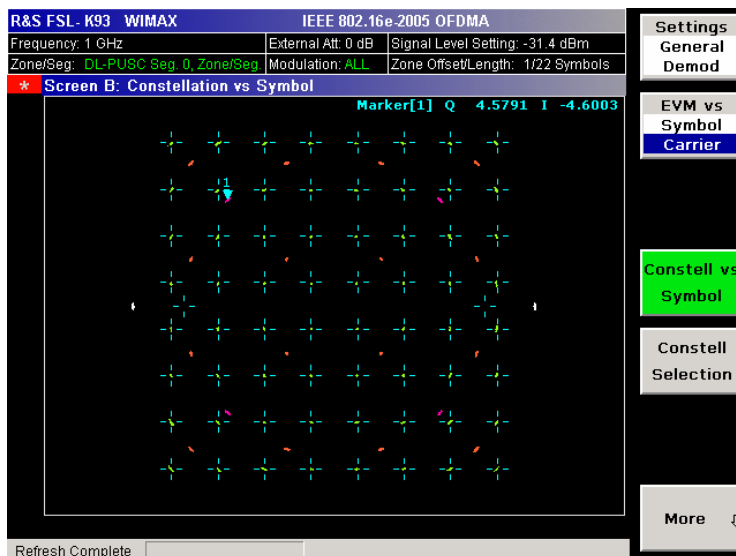 R&S FSL- K93 WIMAX IEEE 802.16e-2005 OFDMA
Frequency: 1 GHz External Att: 0 dB Signal Level Setting: -31.4 dBm
Zone/Seg: DL-PUSC Seg. 0, Zone/Seg. Modulation: ALL Zone Offset/Length: 1/22 Symbols
* Screen B: Constellation vs Symbol
Marker[1] Q 4.5791 I -4.6003
1
Settings
General
Demod
EVM vs
Symbol
Carrier
Constell vs
Symbol
Constell
Selection
More
Refresh Complete